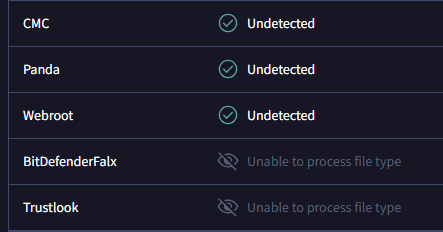 CMC Undetected
Panda Undetected
Webroot Undetected
BitDefenderFalx Unable to process file type
Trustlook Unable to process file type